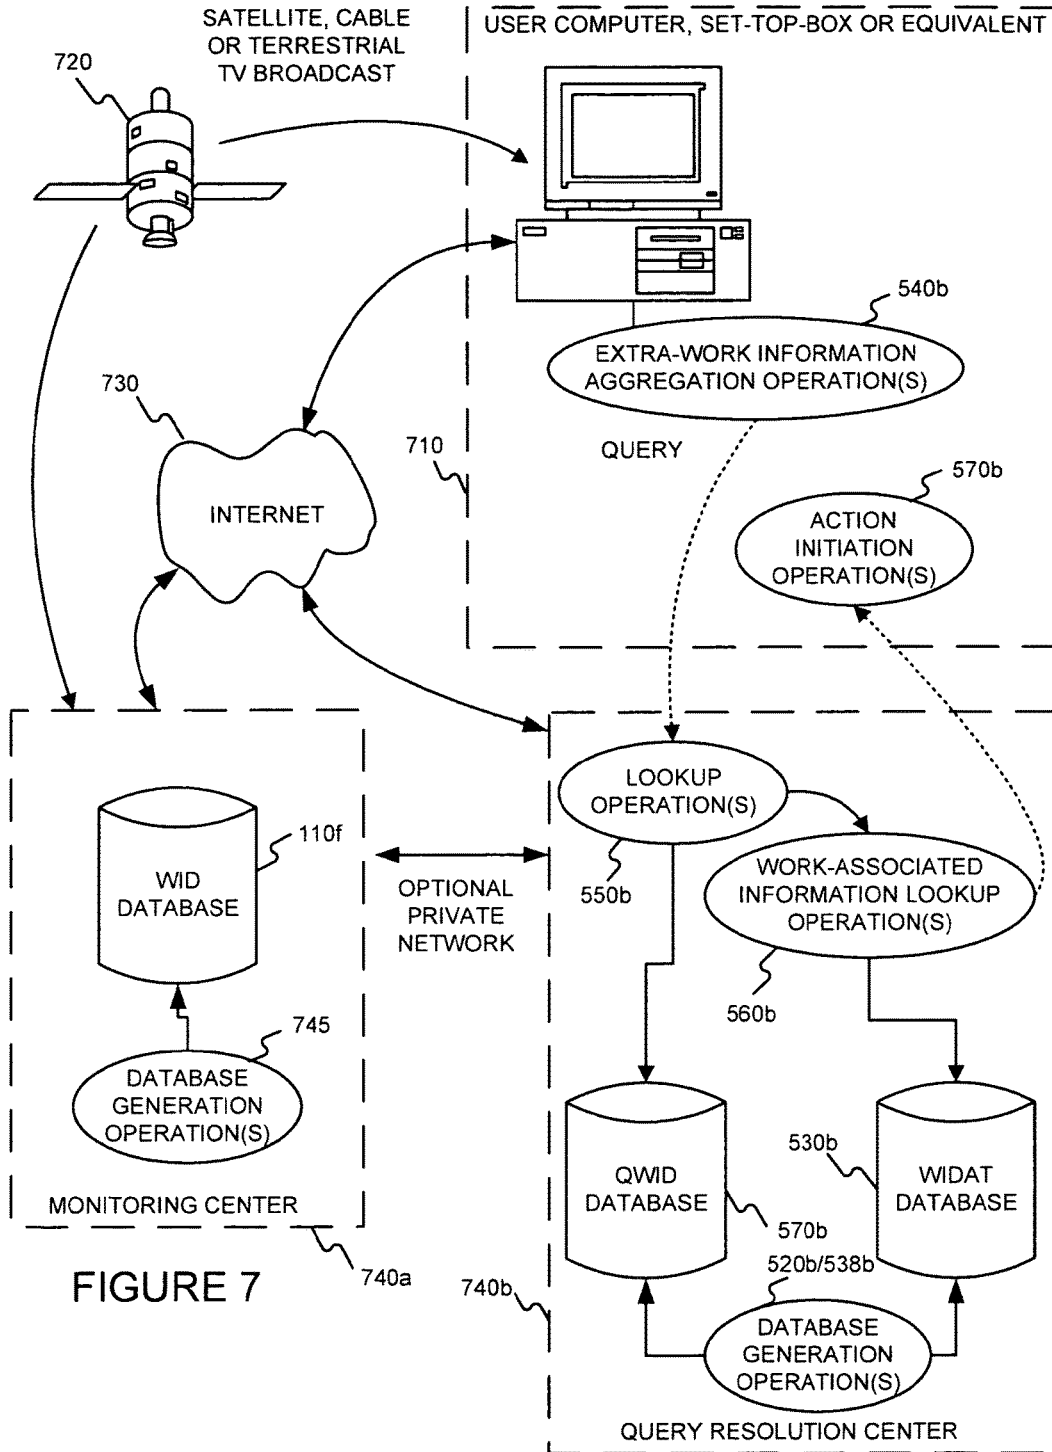 SATELLITE, CABLE
OR TERRESTRIAL
TV BROADCAST
720
USER COMPUTER, SET-TOP-BOX OR EQUIVALENT
540b
EXTRA-WORK INFORMATION
AGGREGATION OPERATION(S)
730
710
QUERY
570b
INTERNET
ACTION
INITIATION
OPERATION(S)
LOOKUP
OPERATION(S)
550b
110f
WID
DATABASE
OPTIONAL
PRIVATE
NETWORK
WORK-ASSOCIATED
INFORMATION LOOKUP
OPERATION(S)
560b
745
DATABASE
GENERATION
OPERATION(S)
MONITORING CENTER
740a
QWID
DATABASE
570b
530b
WIDAT
DATABASE
520b/538b
740b
DATABASE
GENERATION
OPERATION(S)
QUERY RESOLUTION CENTER
FIGURE 7